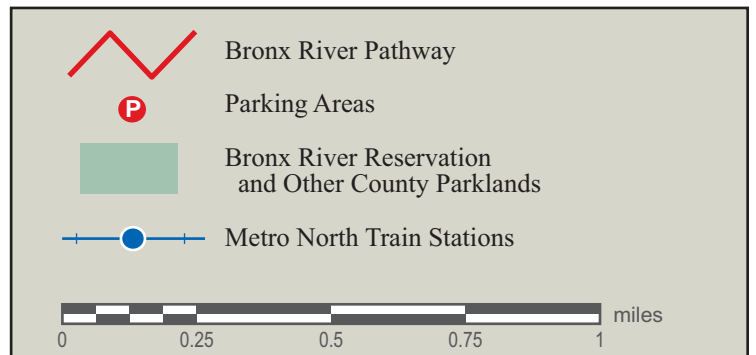 Bronx River Pathway
P
Parking Areas
Bronx River Reservation
and Other County Parklands
Metro North Train Stations
miles
0 0.25 0.5 0.75 1